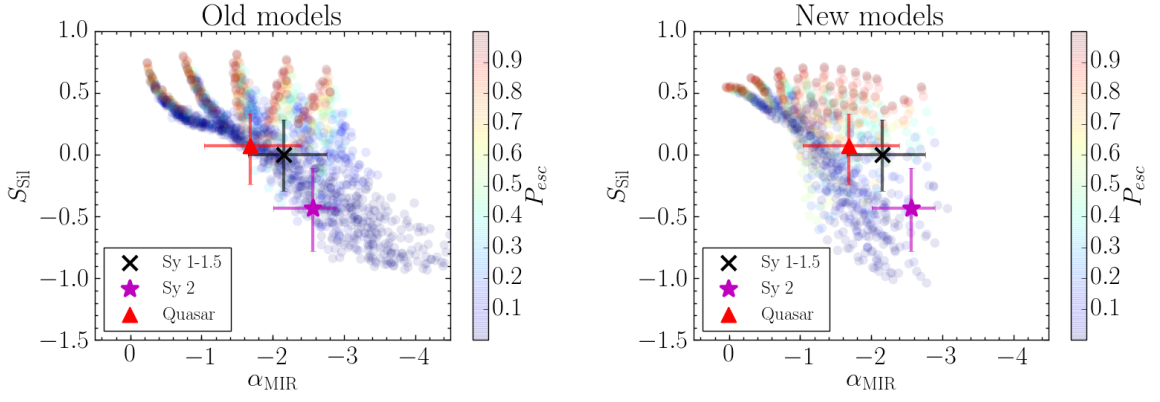 Old models
1.0
0.5
0.0
−0.5
−1.0
−1.5
S_Sil
0 −1 −2 −3 −4
α_MIR
Sy 1-1.5
Sy 2
Quasar
0.9
0.8
0.7
0.6
0.5
0.4
0.3
0.2
0.1
P_esc
New models
1.0
0.5
0.0
−0.5
−1.0
−1.5
S_Sil
0 −1 −2 −3 −4
α_MIR
Sy 1-1.5
Sy 2
Quasar
0.9
0.8
0.7
0.6
0.5
0.4
0.3
0.2
0.1
P_esc